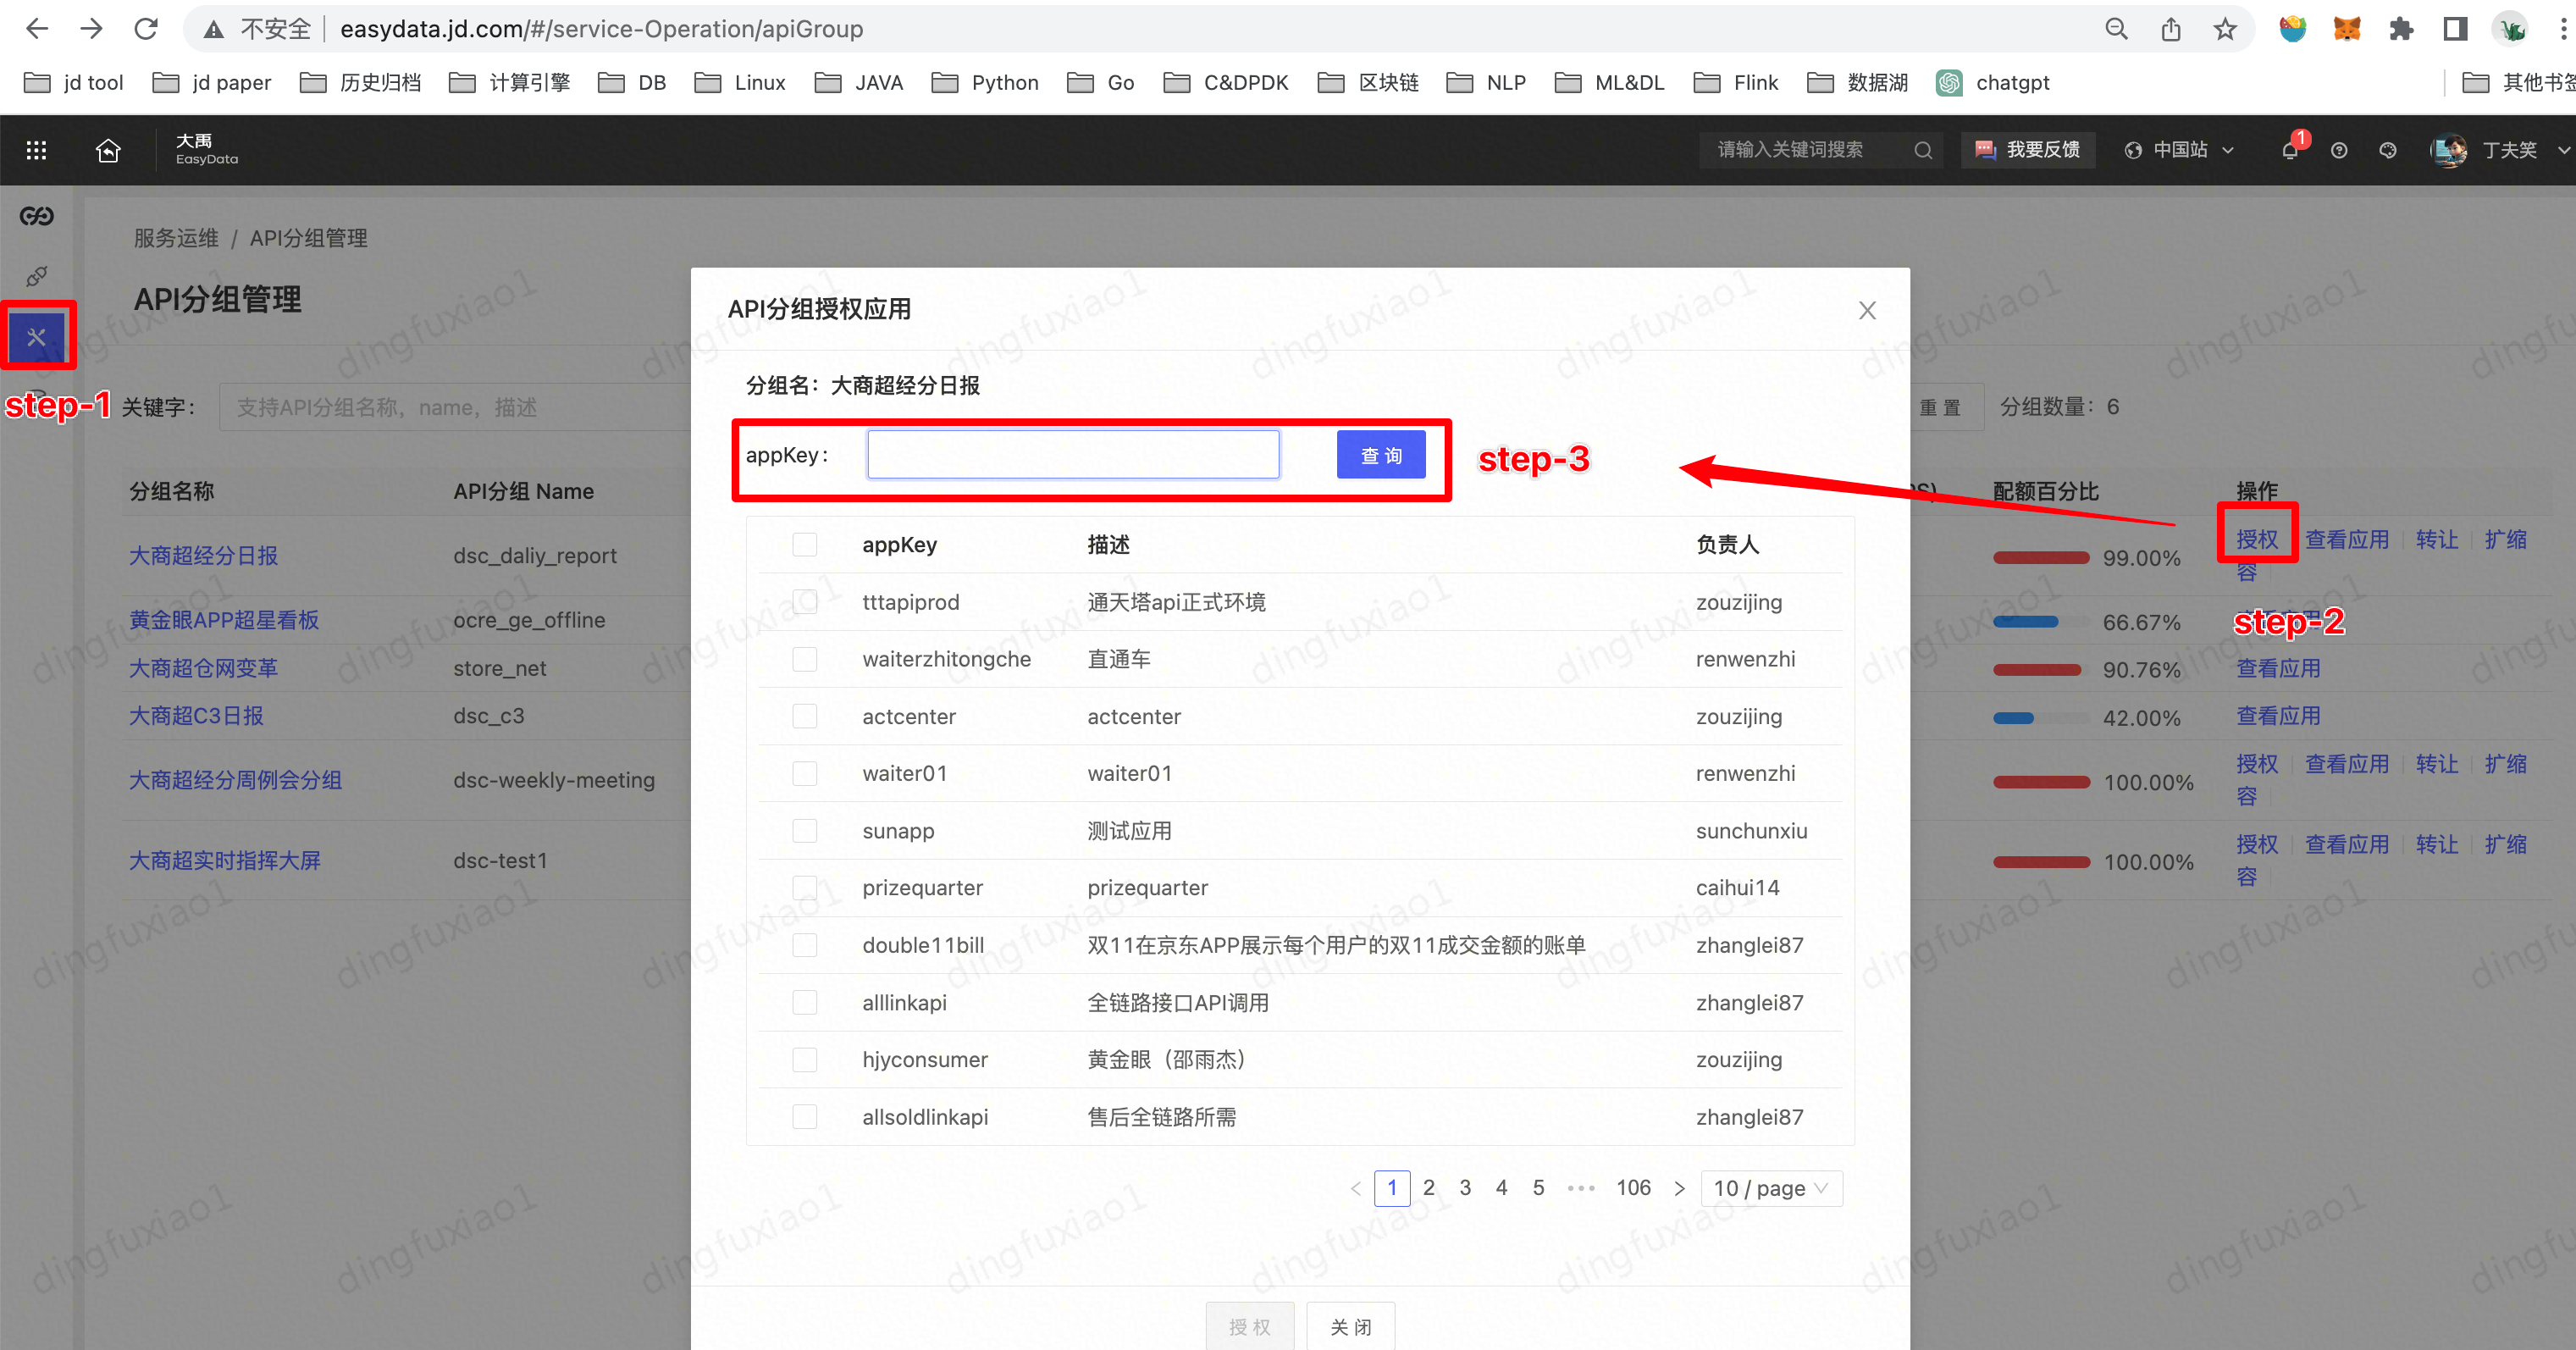 不安全 easydata.jd.com/#/service-Operation/apiGroup
jd tool jd paper 历史归档 计算引擎 DB Linux JAVA Python Go C&DPDK 区块链 NLP ML&DL Flink 数据湖 chatgpt 其他书签
大禹
EasyData
请输入关键词搜索 我要反馈 中国站 1 丁夫笑
服务运维 / API分组管理
API分组管理
step-1
关键字： 支持API分组名称，name，描述 重 置 分组数量：6
分组名称 API分组 Name 配额百分比 操作
大商超经分日报 dsc_daliy_report 99.00% 授权 查看应用 转让 扩缩容
黄金眼APP超星看板 ocre_ge_offline 66.67% 查看应用
step-2
大商超仓网变革 store_net 90.76% 查看应用
大商超C3日报 dsc_c3 42.00% 查看应用
大商超经分周例会分组 dsc-weekly-meeting 100.00% 授权 查看应用 转让 扩缩容
大商超实时指挥大屏 dsc-test1 100.00% 授权 查看应用 转让 扩缩容
API分组授权应用
分组名：大商超经分日报
appKey： 查 询 step-3
appKey 描述 负责人
tttapiprod 通天塔api正式环境 zouzijing
waiterzhitongche 直通车 renwenzhi
actcenter actcenter zouzijing
waiter01 waiter01 renwenzhi
sunapp 测试应用 sunchunxiu
prizequarter prizequarter caihui14
double11bill 双11在京东APP展示每个用户的双11成交金额的账单 zhanglei87
alllinkapi 全链路接口API调用 zhanglei87
hjyconsumer 黄金眼（邵雨杰） zouzijing
allsoldlinkapi 售后全链路所需 zhanglei87
< 1 2 3 4 5 ••• 106 > 10 / page
授 权 关 闭
dingfuxiao1